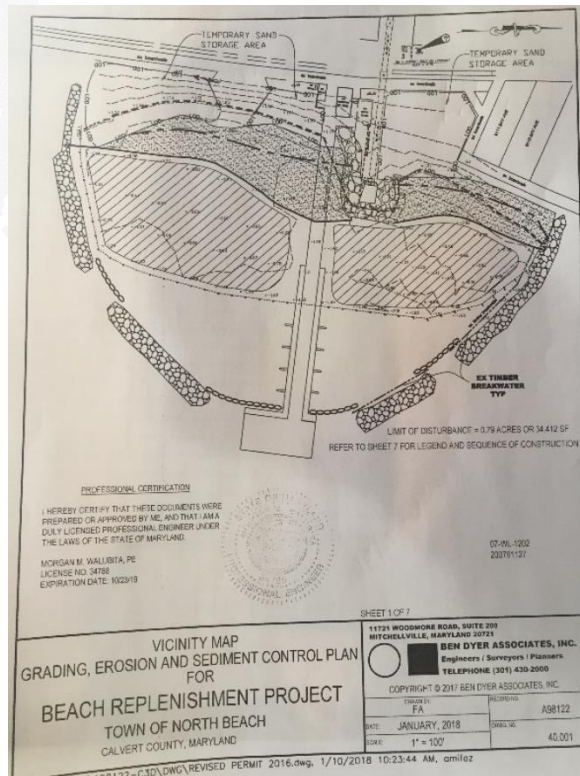 TEMPORARY SAND
STORAGE AREA
TEMPORARY SAND
STORAGE AREA
EX TIMBER
BREAKWATER
TYP
LIMIT OF DISTURBANCE = 0.79 ACRES OR 34,412 SF
REFER TO SHEET 7 FOR LEGEND AND SEQUENCE OF CONSTRUCTION
PROFESSIONAL CERTIFICATION
I HEREBY CERTIFY THAT THESE DOCUMENTS WERE
PREPARED OR APPROVED BY ME, AND THAT I AM A
DULY LICENSED PROFESSIONAL ENGINEER UNDER
THE LAWS OF THE STATE OF MARYLAND.
MORGAN M. WALUBITA, PE
LICENSE NO. 34788
EXPIRATION DATE: 10/23/19
07-WL-1202
200761127
SHEET 1 OF 7
VICINITY MAP
GRADING, EROSION AND SEDIMENT CONTROL PLAN
FOR
BEACH REPLENISHMENT PROJECT
TOWN OF NORTH BEACH
CALVERT COUNTY, MARYLAND
11721 WOODMORE ROAD, SUITE 200
MITCHELLVILLE, MARYLAND 20721
BEN DYER ASSOCIATES, INC.
Engineers / Surveyors / Planners
TELEPHONE (301) 430-2000
COPYRIGHT © 2017 BEN DYER ASSOCIATES, INC.
FA
A98122
DATE: JANUARY, 2018
SCALE: 1" = 100'
40.001
DWG\REVISED PERMIT 2016.dwg, 1/10/2018 10:23:44 AM,